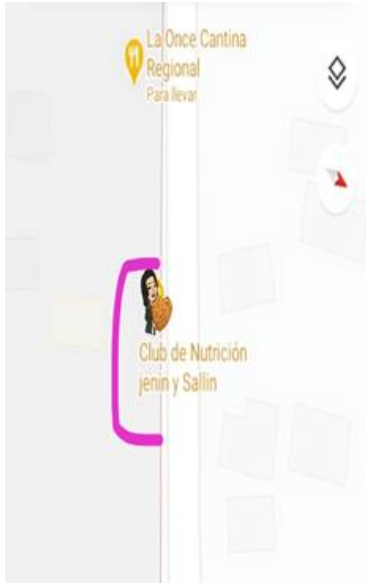 La Once Cantina
Regional
Para llevar
Club de Nutrición
jenin y Sallin